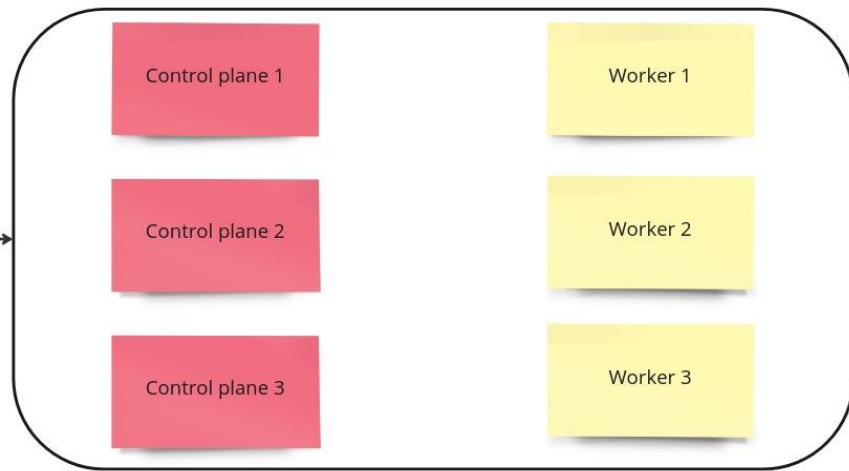 Control plane 1
Worker 1
Control plane 2
Worker 2
Control plane 3
Worker 3